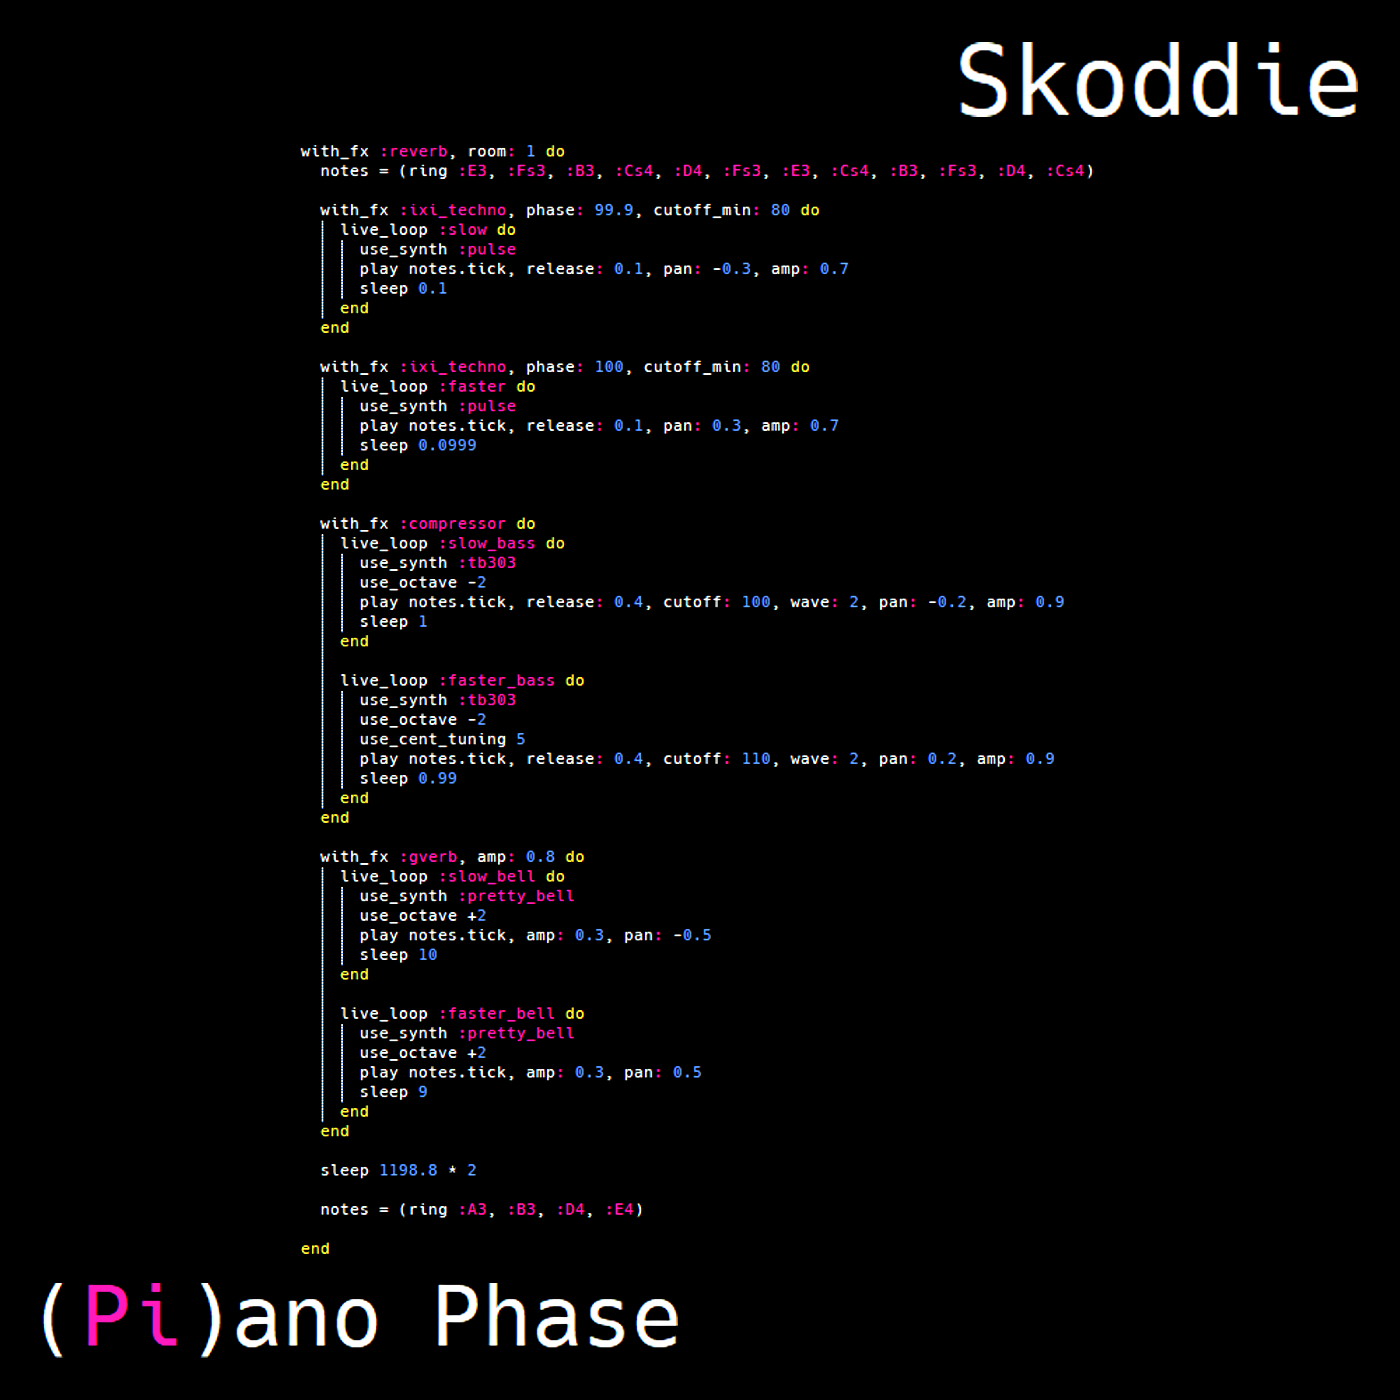 Skoddie
with_fx :reverb, room: 1 do
notes = (ring :E3, :Fs3, :B3, :Cs4, :D4, :Fs3, :E3, :Cs4, :B3, :Fs3, :D4, :Cs4)
with_fx :ixi_techno, phase: 99.9, cutoff_min: 80 do
live_loop :slow do
use_synth :pulse
play notes.tick, release: 0.1, pan: -0.3, amp: 0.7
sleep 0.1
end
end
with_fx :ixi_techno, phase: 100, cutoff_min: 80 do
live_loop :faster do
use_synth :pulse
play notes.tick, release: 0.1, pan: 0.3, amp: 0.7
sleep 0.0999
end
end
with_fx :compressor do
live_loop :slow_bass do
use_synth :tb303
use_octave -2
play notes.tick, release: 0.4, cutoff: 100, wave: 2, pan: -0.2, amp: 0.9
sleep 1
end
live_loop :faster_bass do
use_synth :tb303
use_octave -2
use_cent_tuning 5
play notes.tick, release: 0.4, cutoff: 110, wave: 2, pan: 0.2, amp: 0.9
sleep 0.99
end
end
with_fx :gverb, amp: 0.8 do
live_loop :slow_bell do
use_synth :pretty_bell
use_octave +2
play notes.tick, amp: 0.3, pan: -0.5
sleep 10
end
live_loop :faster_bell do
use_synth :pretty_bell
use_octave +2
play notes.tick, amp: 0.3, pan: 0.5
sleep 9
end
end
sleep 1198.8 * 2
notes = (ring :A3, :B3, :D4, :E4)
end
(Pi)ano Phase